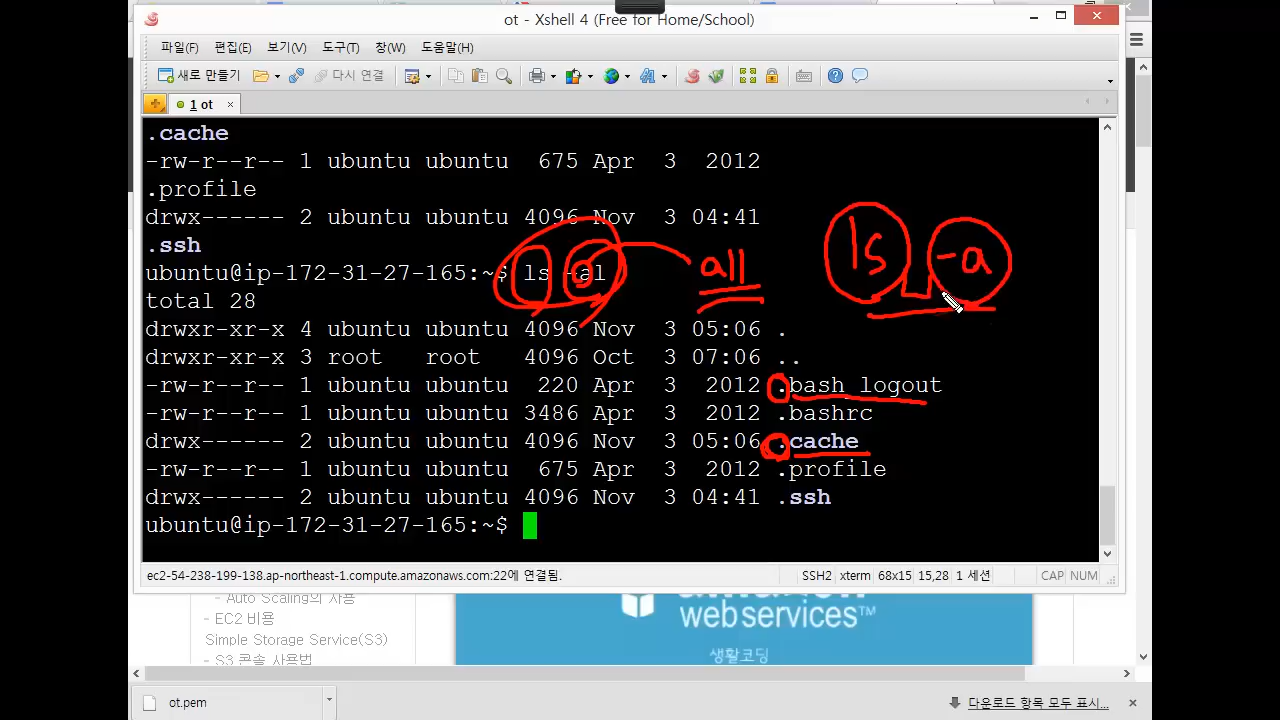 ot - Xshell 4 (Free for Home/School)
파일(F) 편집(E) 보기(V) 도구(T) 창(W) 도움말(H)
새로 만들기 다시 연결
1 ot
.cache
-rw-r--r-- 1 ubuntu ubuntu 675 Apr 3 2012
.profile
drwx------ 2 ubuntu ubuntu 4096 Nov 3 04:41
.ssh
ubuntu@ip-172-31-27-165:~$ ls -al
all
ls -a
total 28
drwxr-xr-x 4 ubuntu ubuntu 4096 Nov 3 05:06 .
drwxr-xr-x 3 root root 4096 Oct 3 07:06 ..
-rw-r--r-- 1 ubuntu ubuntu 220 Apr 3 2012 .bash_logout
-rw-r--r-- 1 ubuntu ubuntu 3486 Apr 3 2012 .bashrc
drwx------ 2 ubuntu ubuntu 4096 Nov 3 05:06 .cache
-rw-r--r-- 1 ubuntu ubuntu 675 Apr 3 2012 .profile
drwx------ 2 ubuntu ubuntu 4096 Nov 3 04:41 .ssh
ubuntu@ip-172-31-27-165:~$
ec2-54-238-199-138.ap-northeast-1.compute.amazonaws.com:22에 연결됨. SSH2 xterm 68x15 15,28 1 세션 CAP NUM
- Auto Scaling의 사용
- EC2 비용
Simple Storage Service(S3)
- S3 콘솔 사용법
webservices™
생활코딩
ot.pem
다운로드 항목 모두 표시...